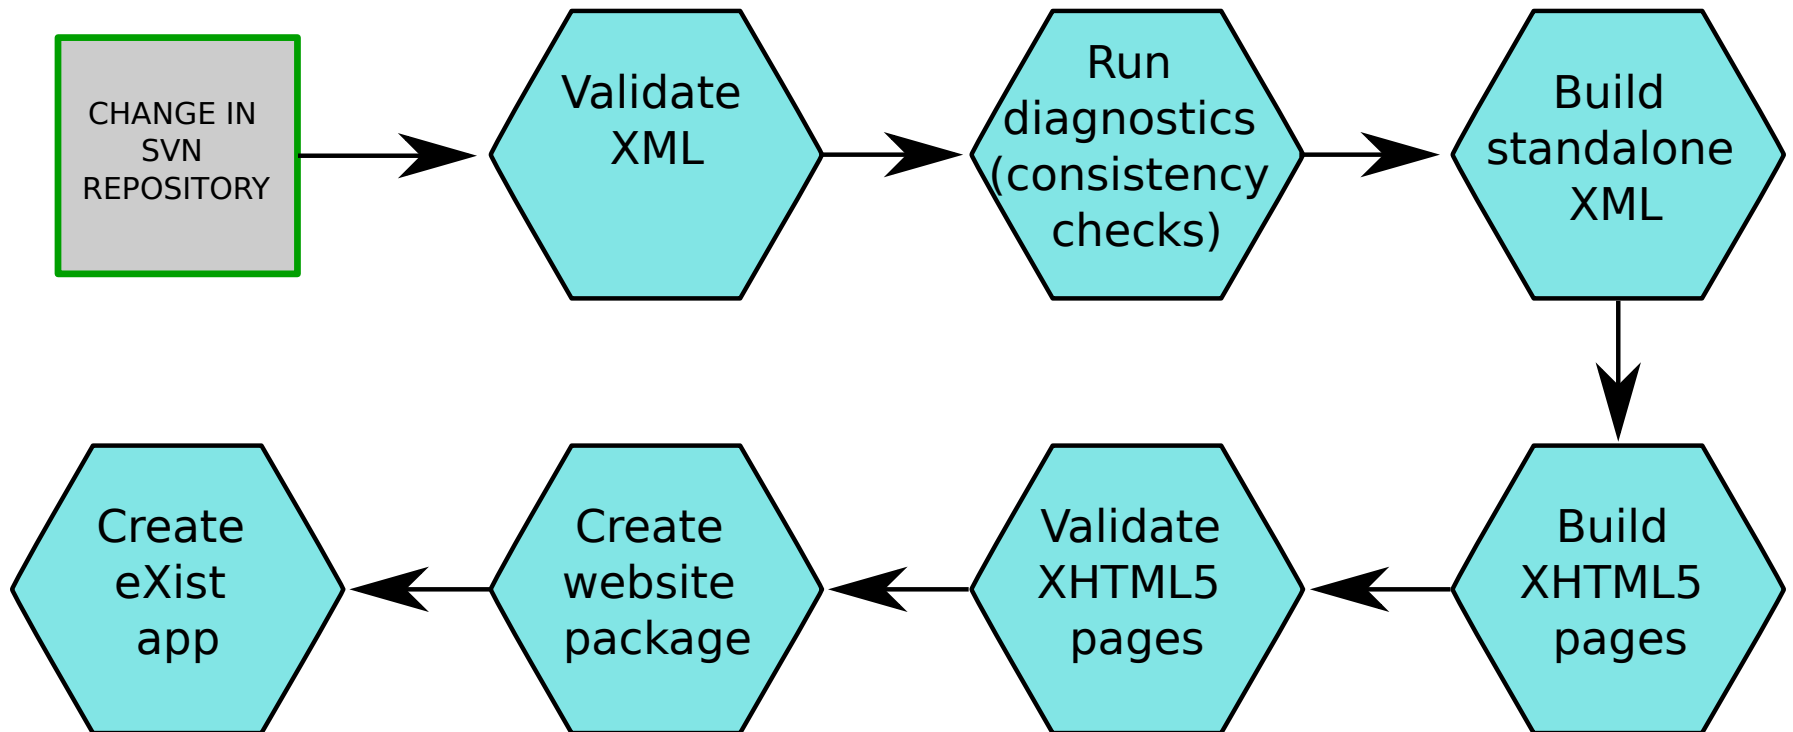 CHANGE IN
SVN
REPOSITORY
Validate
XML
Run
diagnostics
(consistency
checks)
Build
standalone
XML
Build
XHTML5
pages
Validate
XHTML5
pages
Create
website
package
Create
eXist
app